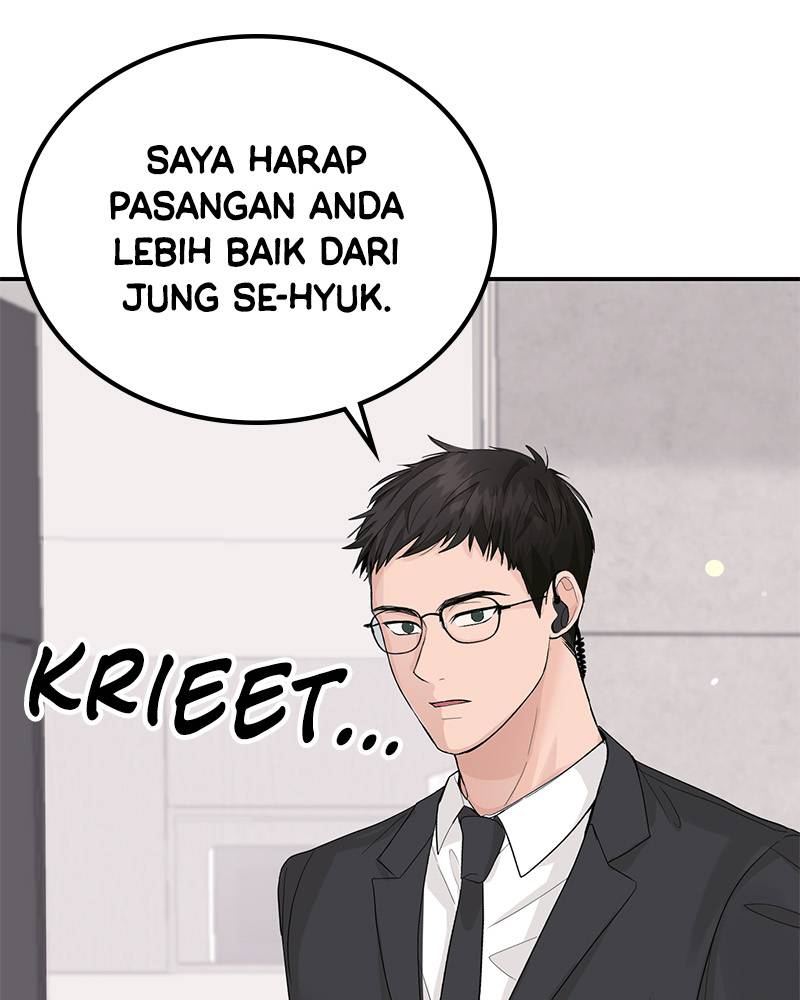 SAYA HARAP
PASANGAN ANDA
LEBIH BAIK DARI
JUNG SE-HYUK.
KRIEET...